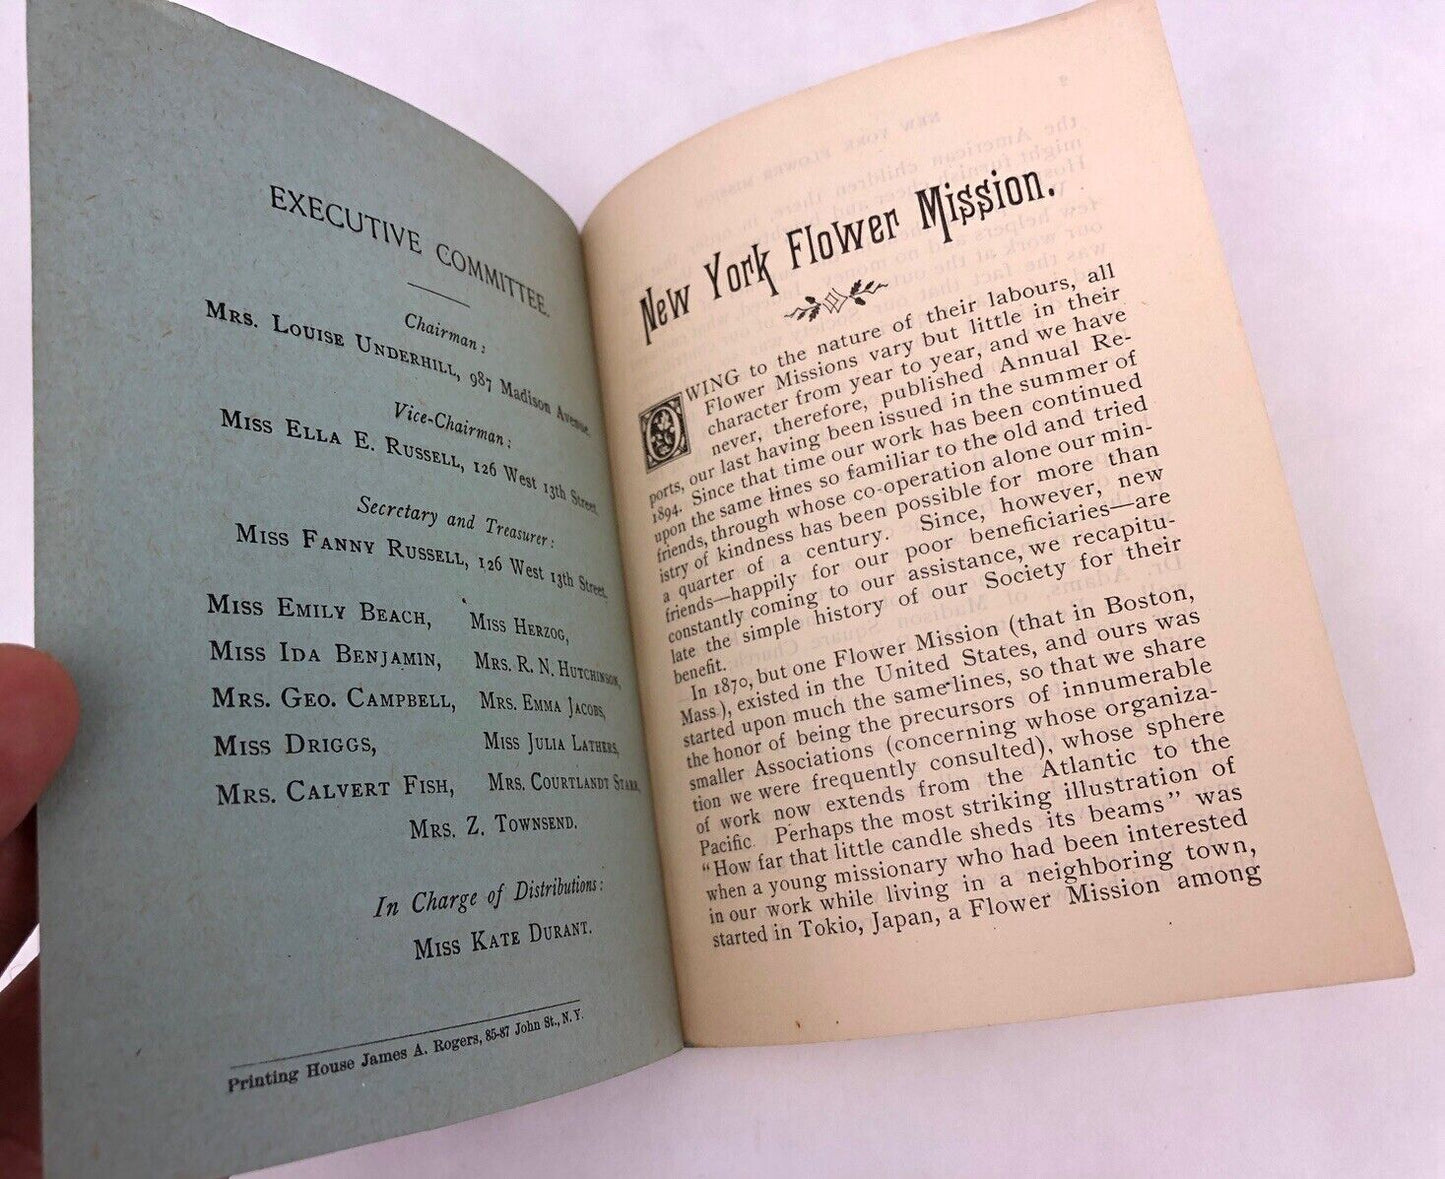 EXECUTIVE COMMITTEE.
Chairman:
MRS. LOUISE UNDERHILL, 987 Madison Avenue.
Vice-Chairman:
MISS ELLA E. RUSSELL, 126 West 13th Street.
Secretary and Treasurer:
MISS FANNY RUSSELL, 126 West 13th Street.
MISS EMILY BEACH, MISS HERZOG,
MISS IDA BENJAMIN, MRS. R. N. HUTCHINSON,
MRS. GEO. CAMPBELL, MRS. EMMA JACOBS,
MISS DRIGGS, MISS JULIA LATHERS,
MRS. CALVERT FISH, MRS. COURTLANDT STARR,
MRS. Z. TOWNSEND.
In Charge of Distributions:
MISS KATE DURANT.
Printing House James A. Rogers, 85-87 John St., N. Y.
New York Flower Mission.
OWING to the nature of their labours, all
Flower Missions vary but little in their
character from year to year, and we have
never, therefore, published Annual Re-
ports, our last having been issued in the summer of
1894. Since that time our work has been continued
upon the same lines so familiar to the old and tried
friends, through whose co-operation alone our min-
istry of kindness has been possible for more than
a quarter of a century. Since, however, new
friends—happily for our poor beneficiaries—are
constantly coming to our assistance, we recapitu-
late the simple history of our Society for their
benefit.
In 1870, but one Flower Mission (that in Boston,
Mass.), existed in the United States, and ours was
started upon much the same lines, so that we share
the honor of being the precursors of innumerable
smaller Associations (concerning whose organiza-
tion we were frequently consulted), whose sphere
of work now extends from the Atlantic to the
Pacific. Perhaps the most striking illustration of
"How far that little candle sheds its beams" was
when a young missionary who had been interested
in our work while living in a neighboring town,
started in Tokio, Japan, a Flower Mission among